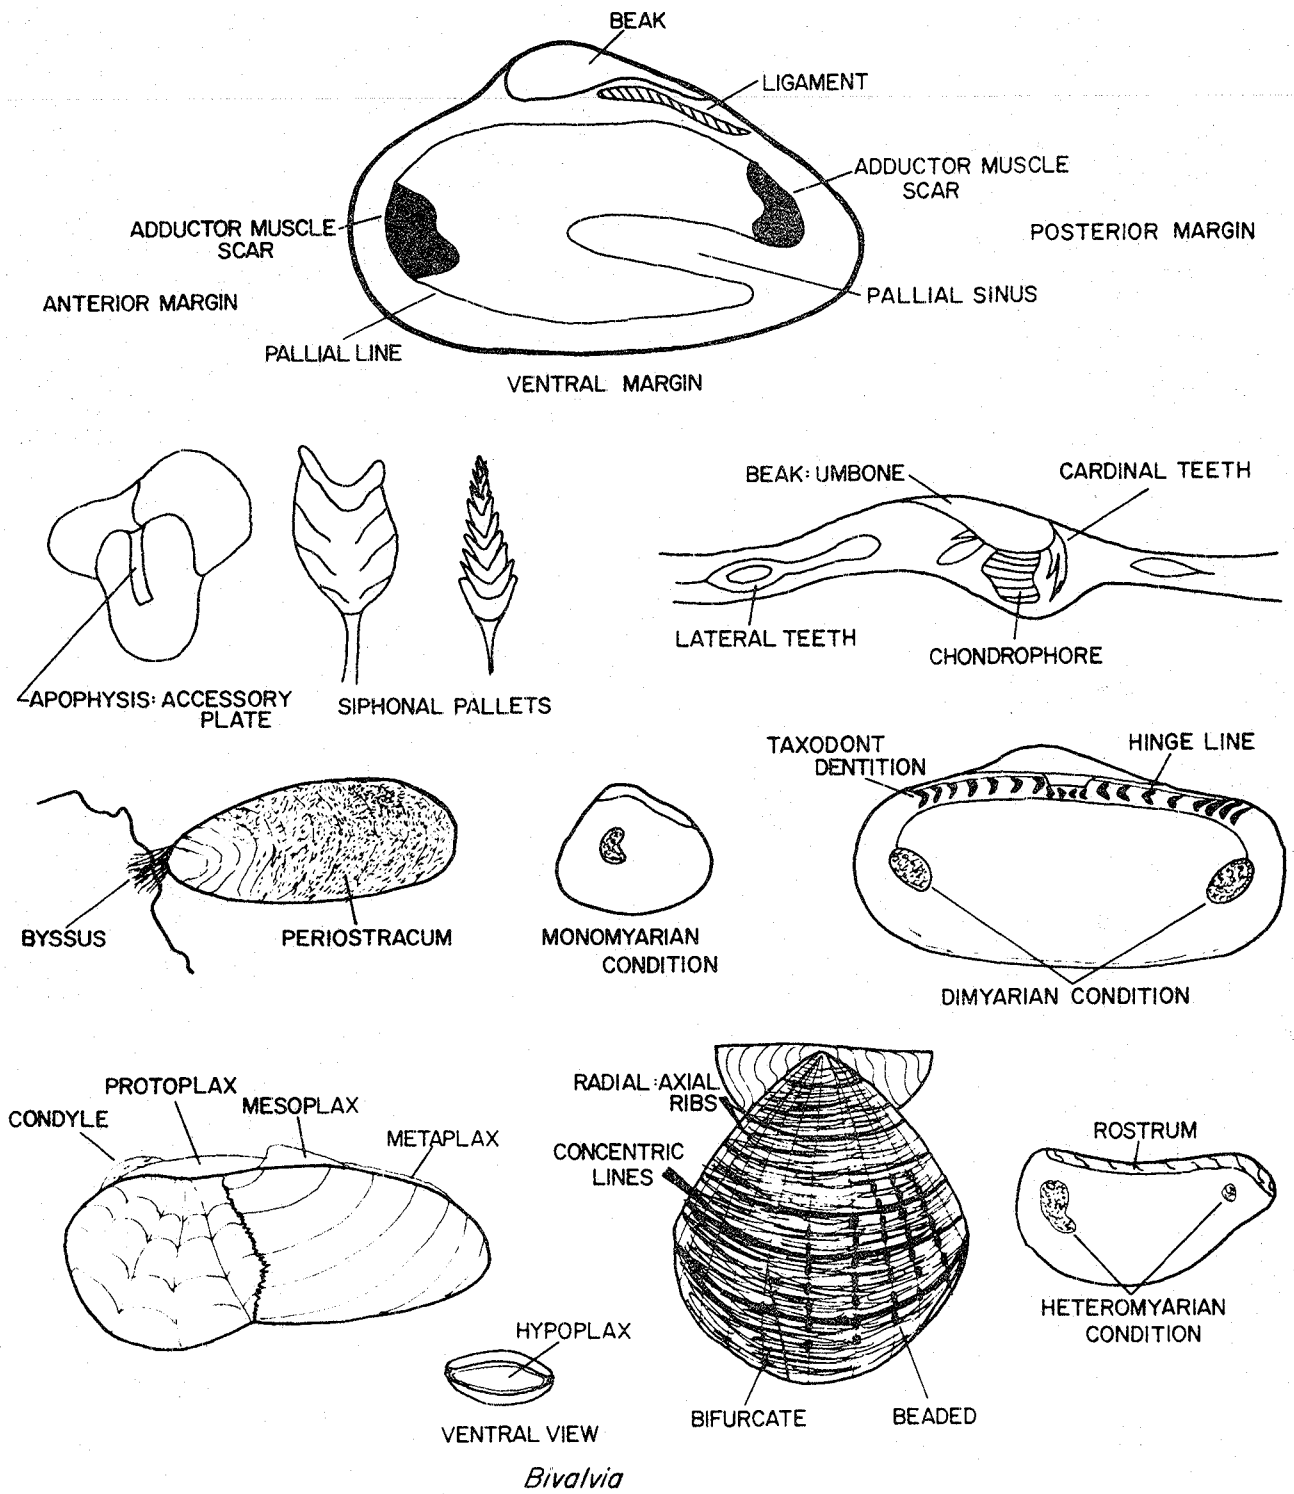 BEAK
LIGAMENT
ADDUCTOR MUSCLE
SCAR
ADDUCTOR MUSCLE
SCAR
POSTERIOR MARGIN
ANTERIOR MARGIN
PALLIAL SINUS
PALLIAL LINE
VENTRAL MARGIN
BEAK: UMBONE
CARDINAL TEETH
LATERAL TEETH
CHONDROPHORE
APOPHYSIS: ACCESSORY
PLATE
SIPHONAL PALLETS
TAXODONT
DENTITION
HINGE LINE
BYSSUS
PERIOSTRACUM
MONOMYARIAN
CONDITION
DIMYARIAN CONDITION
PROTOPLAX
CONDYLE
MESOPLAX
METAPLAX
RADIAL:AXIAL
RIBS
CONCENTRIC
LINES
ROSTRUM
HETEROMYARIAN
CONDITION
HYPOPLAX
VENTRAL VIEW
BIFURCATE
BEADED
Bivalvia